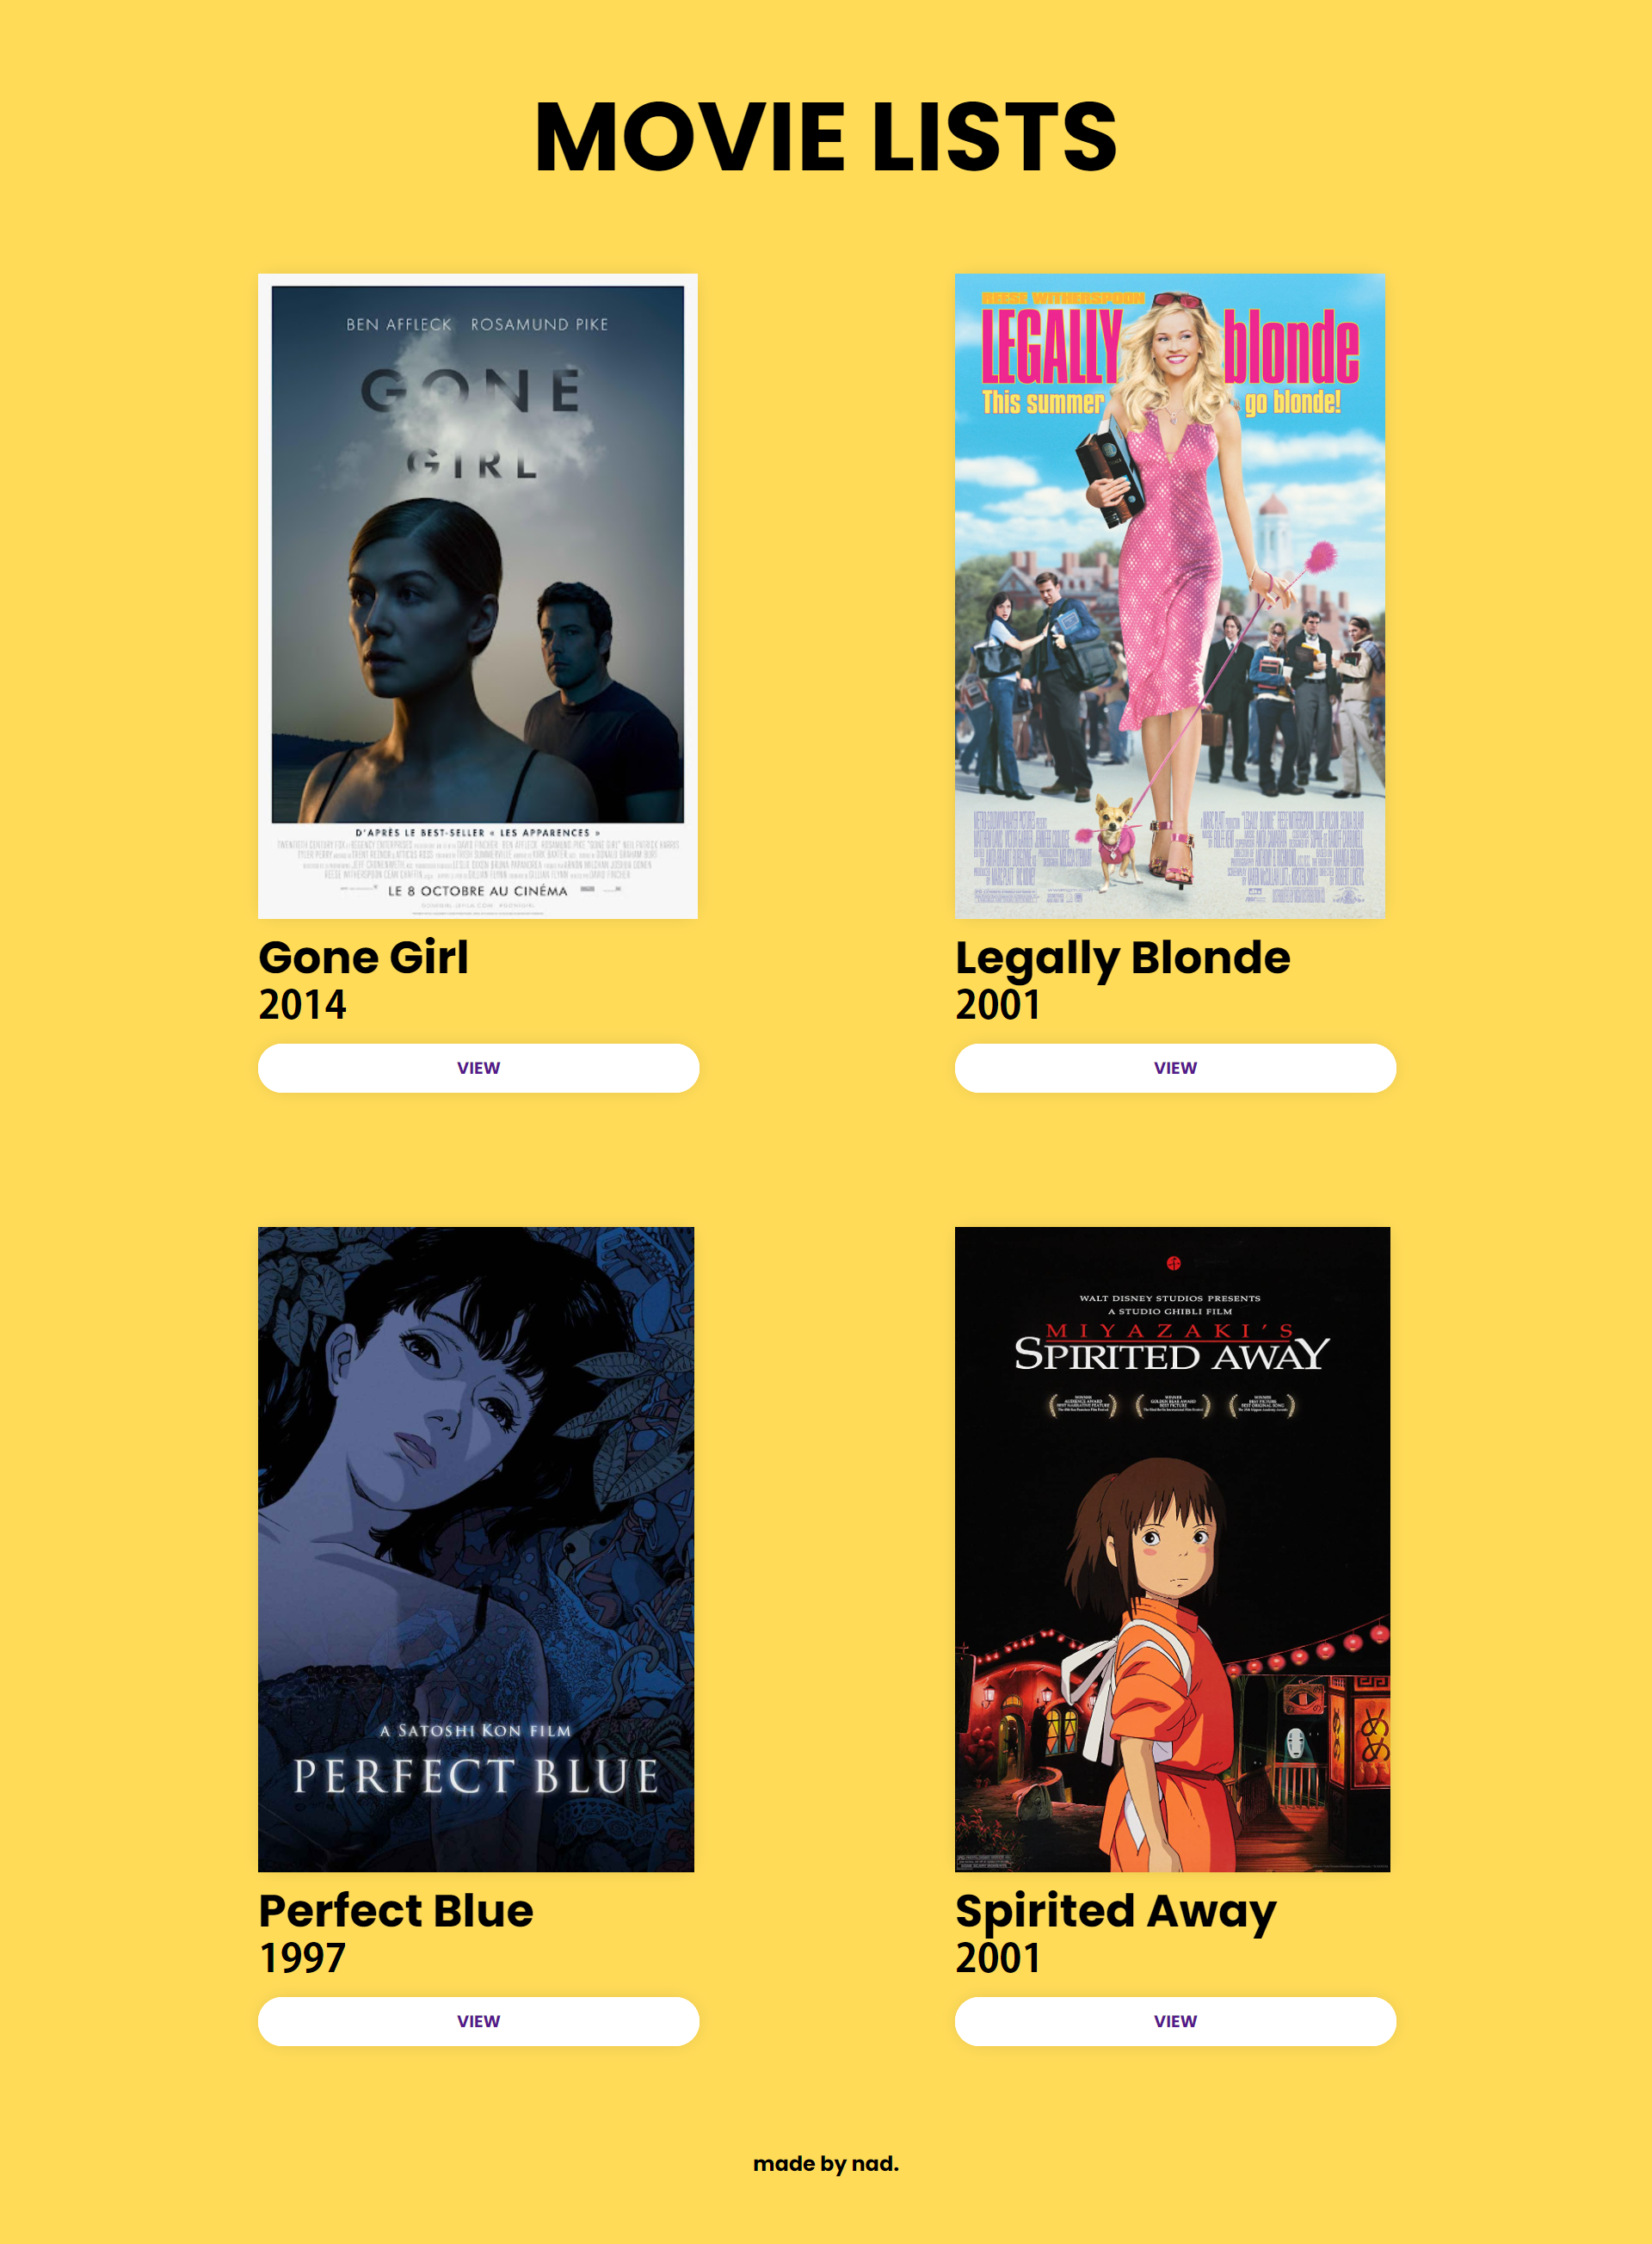 MOVIE LISTS
BEN AFFLECK ROSAMUND PIKE
GONE
GIRL
D'APRÈS LE BEST-SELLER « LES APPARENCES »
LE 8 OCTOBRE AU CINÉMA
Gone Girl
2014
VIEW
REESE WITHERSPOON
LEGALLY blonde
This summer go blonde!
Legally Blonde
2001
VIEW
A SATOSHI KON FILM
PERFECT BLUE
Perfect Blue
1997
VIEW
WALT DISNEY STUDIOS PRESENTS
A STUDIO GHIBLI FILM
MIYAZAKI'S
SPIRITED AWAY
め
Spirited Away
2001
VIEW
made by nad.